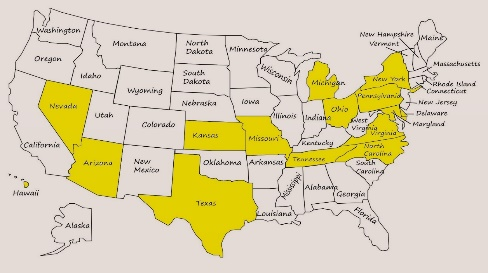 Washington
Oregon
California
Nevada
Idaho
Montana
Wyoming
Utah
Arizona
Colorado
New
Mexico
North
Dakota
South
Dakota
Nebraska
Kansas
Oklahoma
Texas
Minnesota
Iowa
Missouri
Arkansas
Louisiana
Wisconsin
Illinois
Michigan
Indiana
Ohio
Kentucky
Tennessee
Mississippi
Alabama
Georgia
Florida
South
Carolina
North
Carolina
West
Virginia
Virginia
Pennsylvania
New York
New Hampshire
Vermont
Maine
Massachusetts
Rhode Island
Connecticut
New Jersey
Delaware
Maryland
Hawaii
Alaska